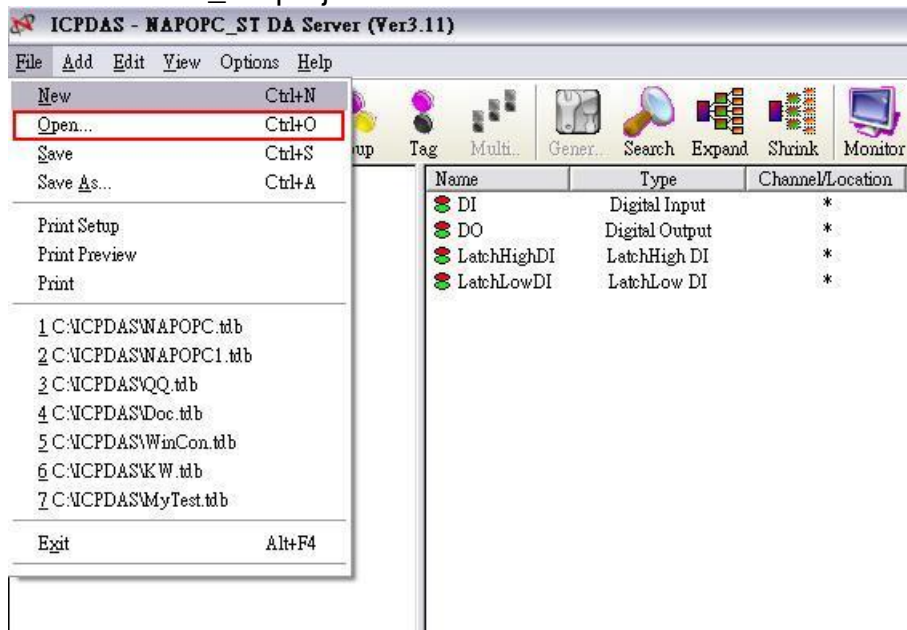 ICPDAS - NAPOPC_ST DA Server (Ver3.11)
File Add Edit View Options Help
New Ctrl+N
Open... Ctrl+O
Save Ctrl+S
Save As... Ctrl+A
Print Setup
Print Preview
Print
1 C:\ICPDAS\NAPOPC.tdb
2 C:\ICPDAS\NAPOPC1.tdb
3 C:\ICPDAS\QQ.tdb
4 C:\ICPDAS\Doc.tdb
5 C:\ICPDAS\WinCon.tdb
6 C:\ICPDAS\KW.tdb
7 C:\ICPDAS\MyTest.tdb
Exit Alt+F4
up Tag Multi.. Gener... Search Expand Shrink Monitor
Name Type Channel/Location
DI Digital Input *
DO Digital Output *
LatchHighDI LatchHigh DI *
LatchLowDI LatchLow DI *